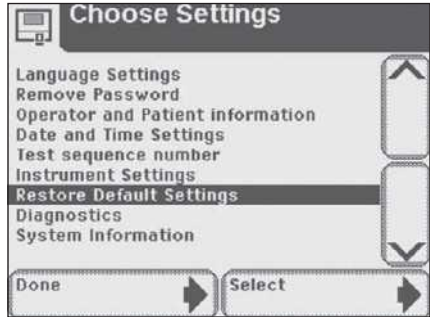 Choose Settings
Language Settings
Remove Password
Operator and Patient information
Date and Time Settings
Test sequence number
Instrument Settings
Restore Default Settings
Diagnostics
System Information
Done
Select